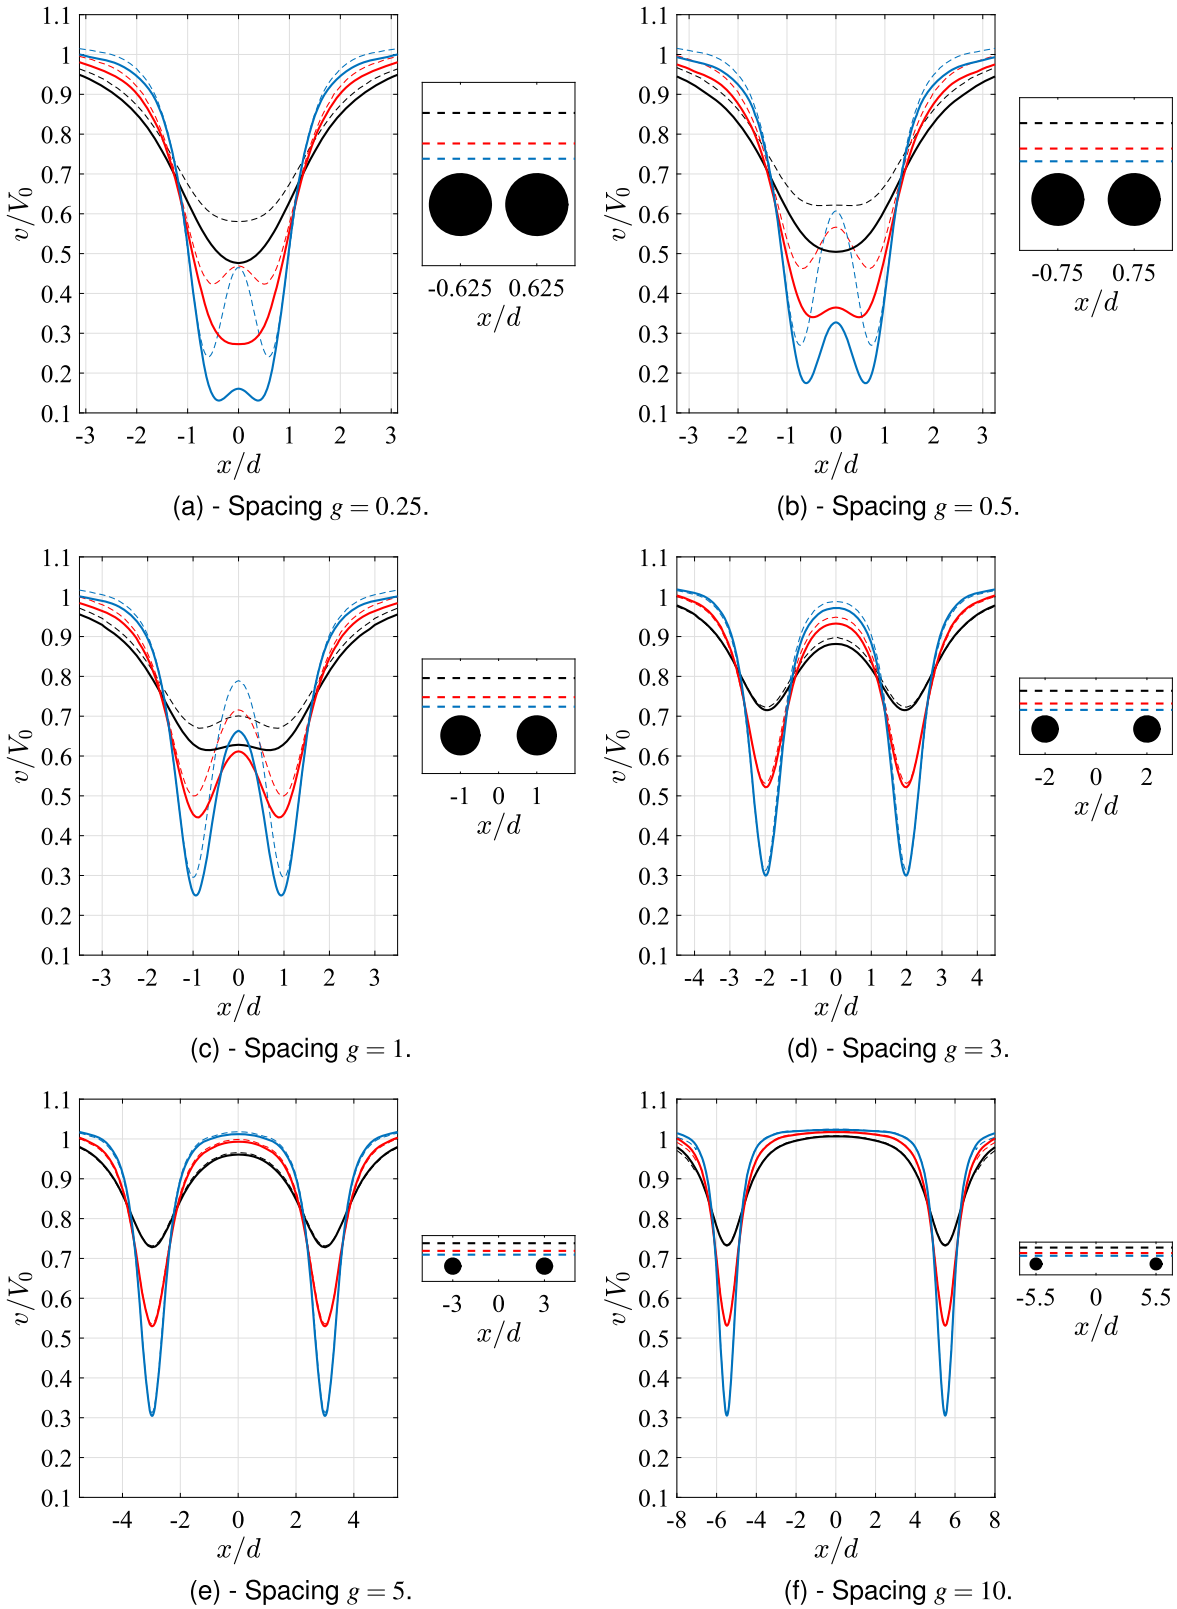 1.1
1
0.9
0.8
0.7
0.6
0.5
0.4
0.3
0.2
0.1
v/V0
-3 -2 -1 0 1 2 3
x/d
-0.625 0.625
x/d
(a) - Spacing g = 0.25.
1.1
1
0.9
0.8
0.7
0.6
0.5
0.4
0.3
0.2
0.1
v/V0
-3 -2 -1 0 1 2 3
x/d
-0.75 0.75
x/d
(b) - Spacing g = 0.5.
1.1
1
0.9
0.8
0.7
0.6
0.5
0.4
0.3
0.2
0.1
v/V0
-3 -2 -1 0 1 2 3
x/d
-1 0 1
x/d
(c) - Spacing g = 1.
1.1
1
0.9
0.8
0.7
0.6
0.5
0.4
0.3
0.2
0.1
v/V0
-4 -3 -2 -1 0 1 2 3 4
x/d
-2 0 2
x/d
(d) - Spacing g = 3.
1.1
1
0.9
0.8
0.7
0.6
0.5
0.4
0.3
0.2
0.1
v/V0
-4 -2 0 2 4
x/d
-3 0 3
x/d
(e) - Spacing g = 5.
1.1
1
0.9
0.8
0.7
0.6
0.5
0.4
0.3
0.2
0.1
v/V0
-8 -6 -4 -2 0 2 4 6 8
x/d
-5.5 0 5.5
x/d
(f) - Spacing g = 10.